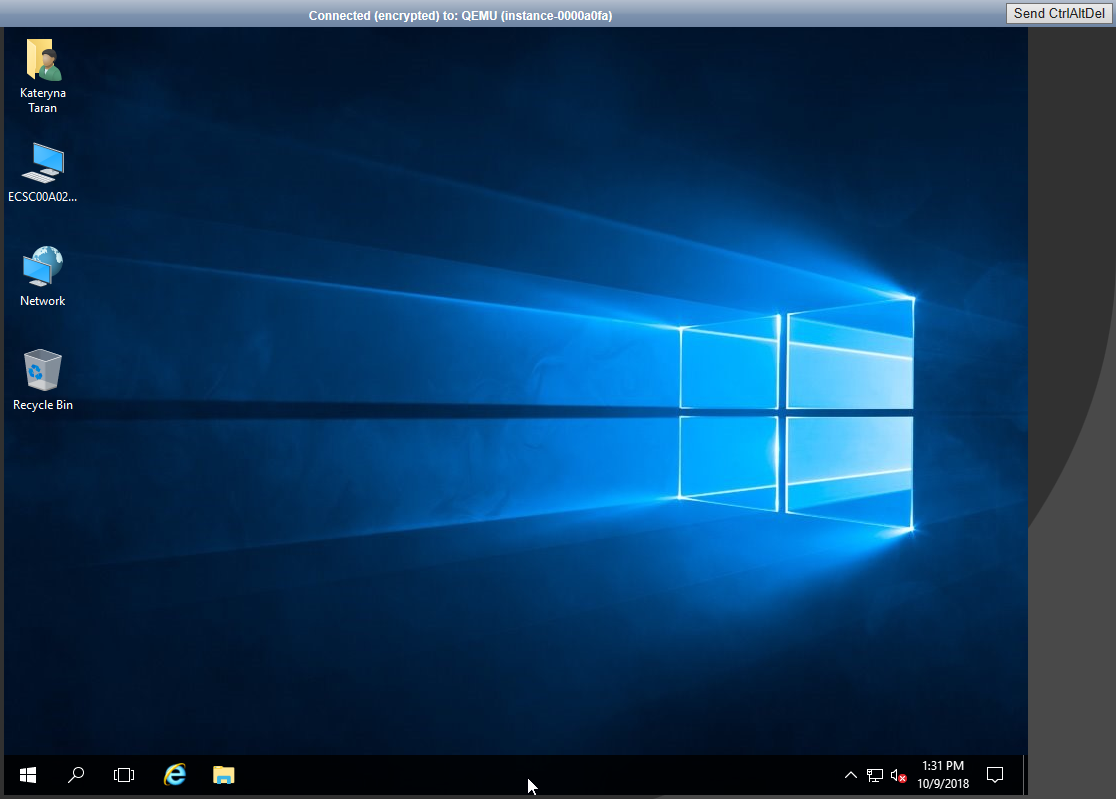 Connected (encrypted) to: QEMU (instance-0000a0fa)
Send CtrlAltDel
Kateryna
Taran
ECSC00A02...
Network
Recycle Bin
1:31 PM
10/9/2018